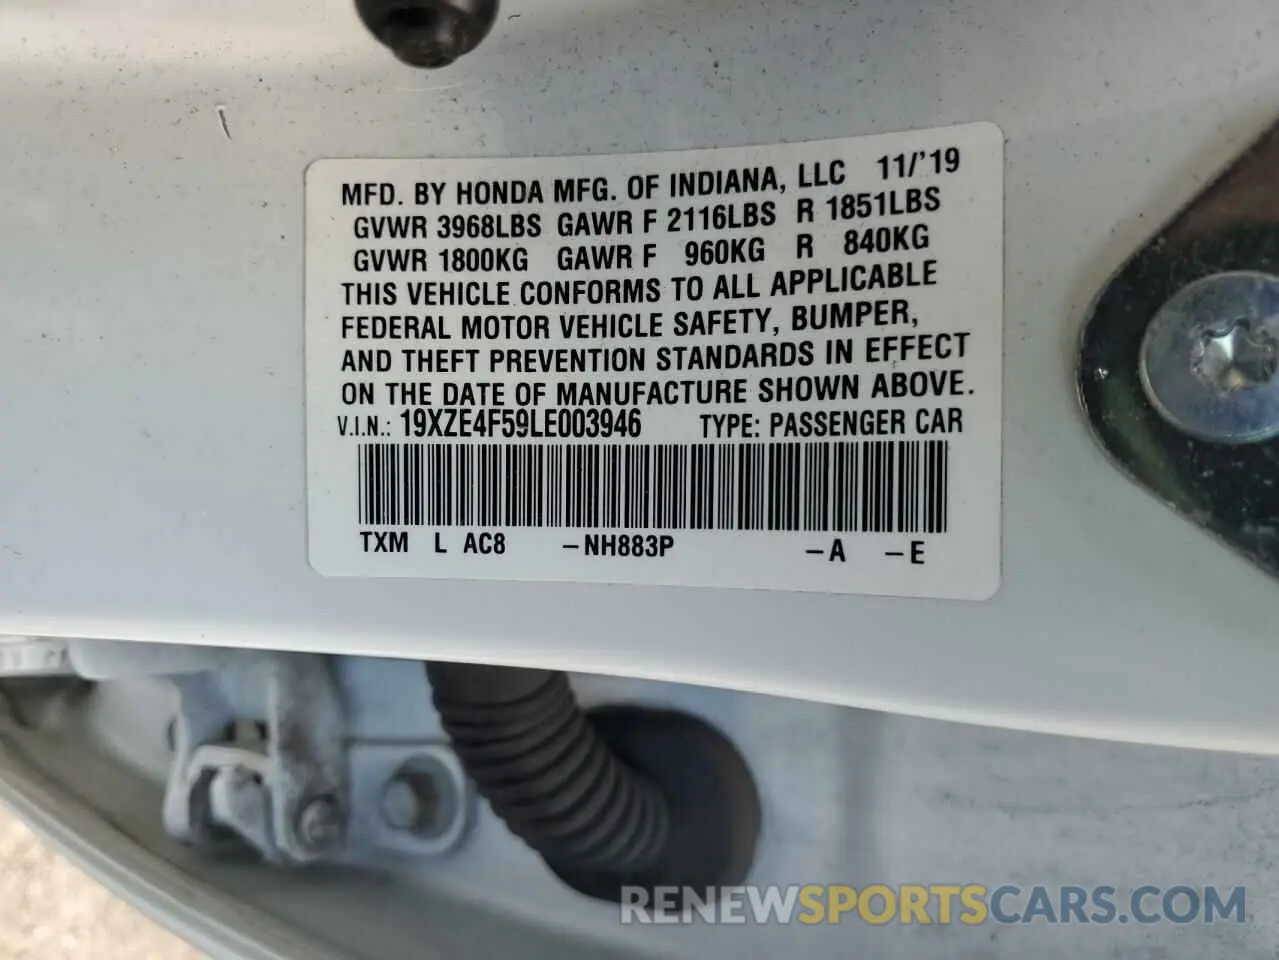 MFD. BY HONDA MFG. OF INDIANA, LLC 11/'19
GVWR 3968LBS GAWR F 2116LBS R 1851LBS
GVWR 1800KG GAWR F 960KG R 840KG
THIS VEHICLE CONFORMS TO ALL APPLICABLE
FEDERAL MOTOR VEHICLE SAFETY, BUMPER,
AND THEFT PREVENTION STANDARDS IN EFFECT
ON THE DATE OF MANUFACTURE SHOWN ABOVE.
V.I.N.: 19XZE4F59LE003946 TYPE: PASSENGER CAR
TXM L AC8 –NH883P –A –E
RENEWSPORTSCARS.COM